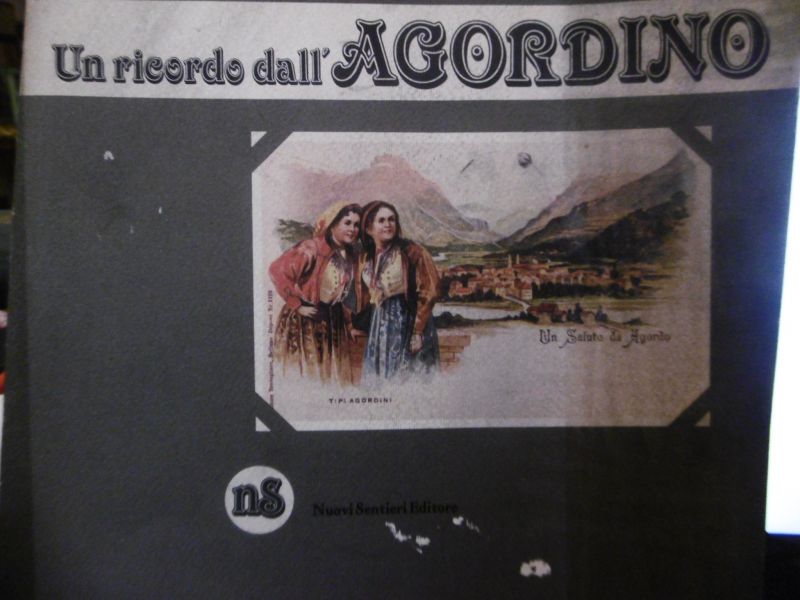 Un ricordo dall'AGORDINO
Un Saluto da Agordo
TIPI AGORDINI
nS
Nuovi Sentieri Editore